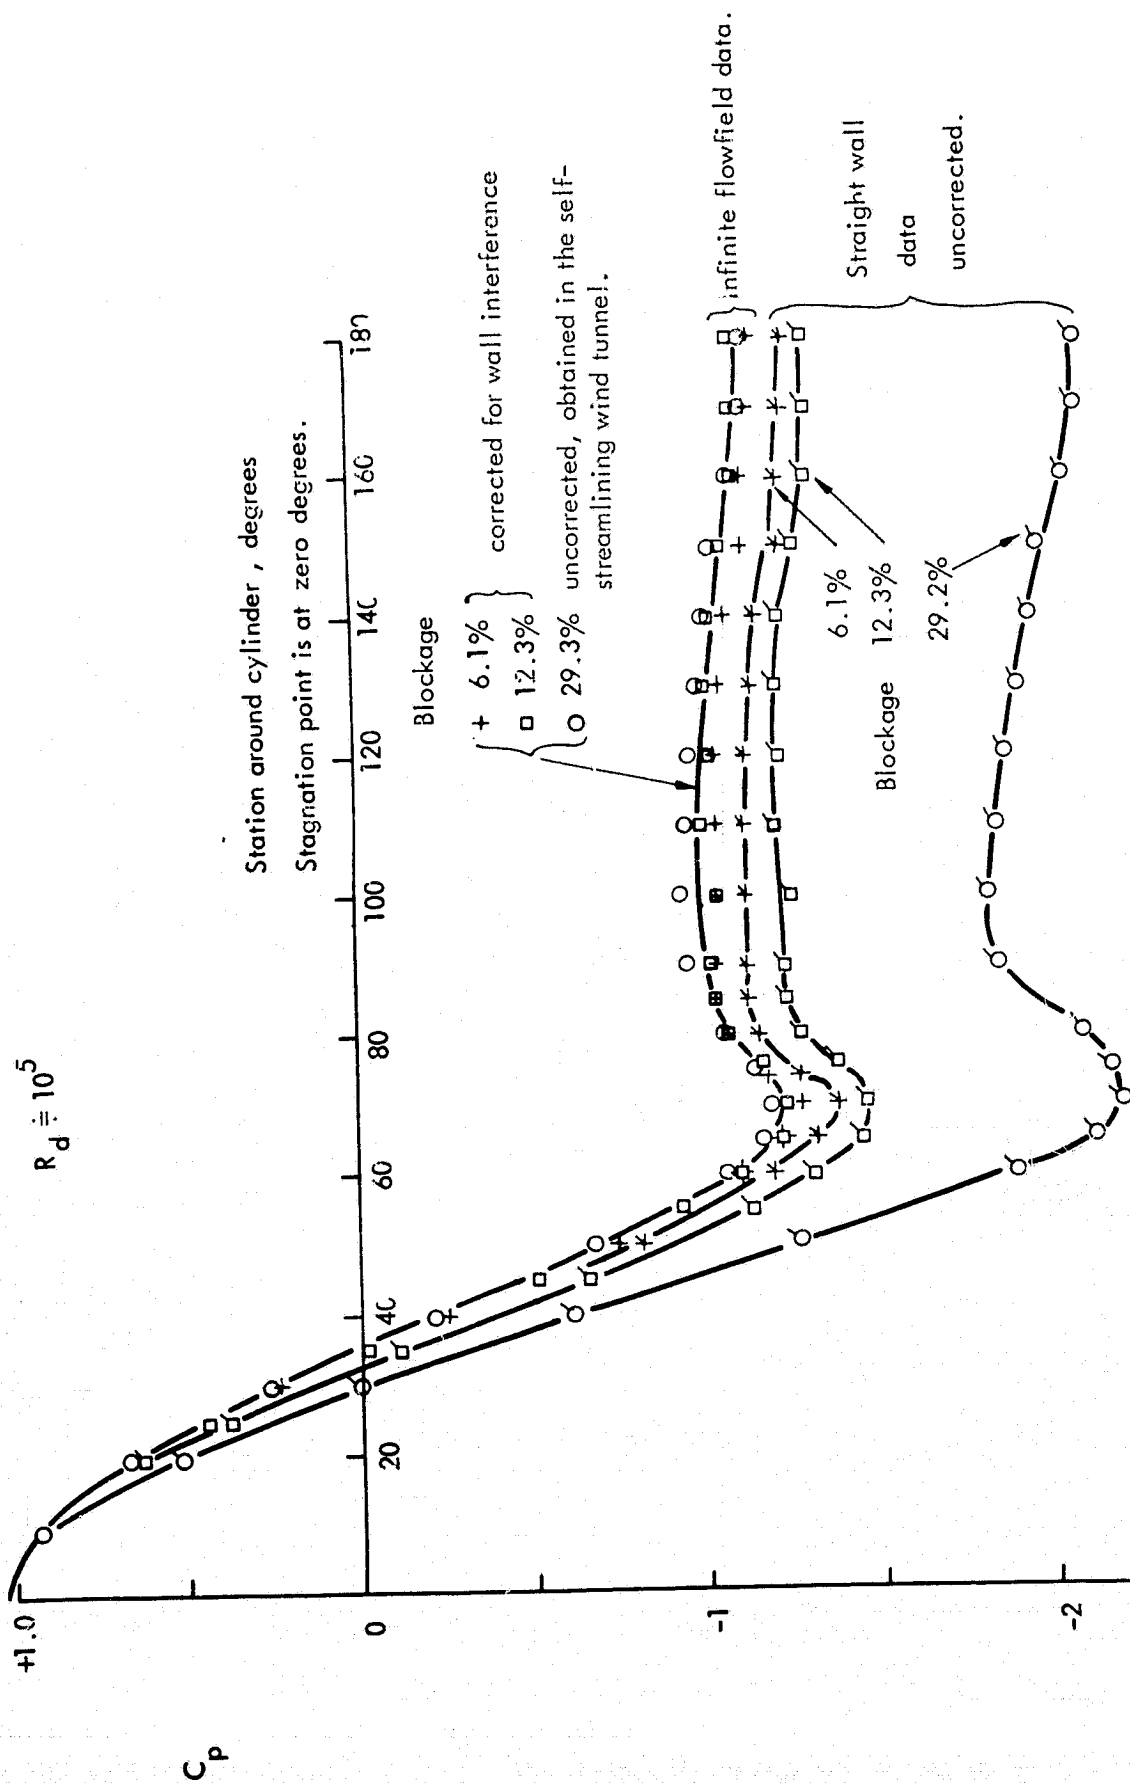 R_d ≑ 10^5
Station around cylinder, degrees
Stagnation point is at zero degrees.
C_p
+1.0
0
-1
-2
20
40
60
80
100
120
140
160
180
Blockage
+ 6.1%
□ 12.3%
corrected for wall interference
○ 29.3% uncorrected, obtained in the self-
streamlining wind tunnel.
Infinite flowfield data.
Straight wall
data
uncorrected.
Blockage
6.1%
12.3%
29.2%